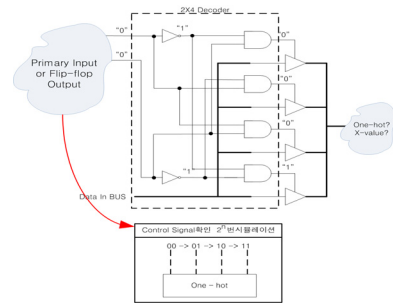 2X4 Decoder
"0"
"1"
"0"
"0"
Primary Input
or Flip-flop
Output
"0"
"0"
One-hot?
X-value?
"1"
"1"
Data In BUS
Control Signal확인 2ⁿ번시뮬레이션
00 -> 01 -> 10 -> 11
One - hot